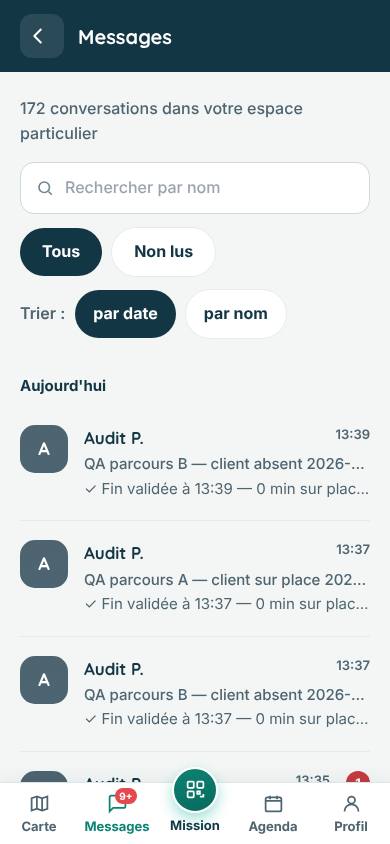 Messages
172 conversations dans votre espace
particulier
Rechercher par nom
Tous
Non lus
Trier :
par date
par nom
Aujourd'hui
A
Audit P.
13:39
QA parcours B — client absent 2026-...
✓ Fin validée à 13:39 — 0 min sur plac...
A
Audit P.
13:37
QA parcours A — client sur place 202...
✓ Fin validée à 13:37 — 0 min sur plac...
A
Audit P.
13:37
QA parcours B — client absent 2026-...
✓ Fin validée à 13:37 — 0 min sur plac...
Audit P.
13:35
1
9+
Carte
Messages
Mission
Agenda
Profil